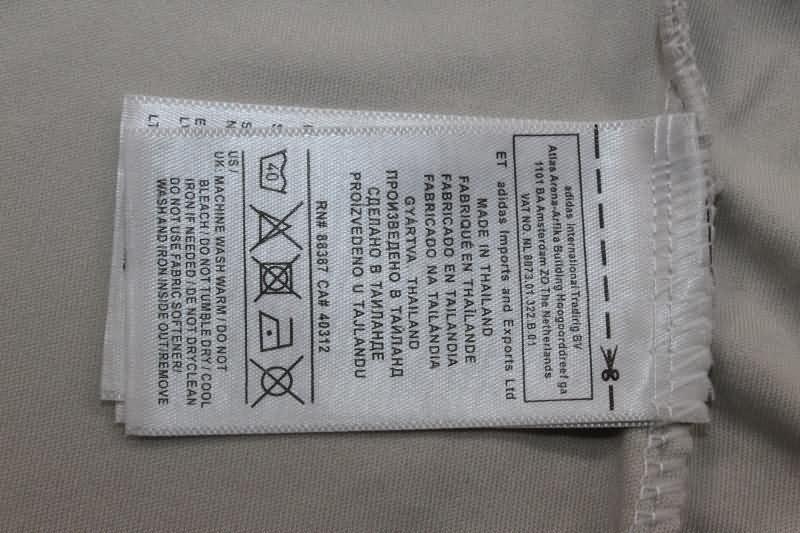 adidas International Trading BV
Atlas Arena-Arfika Building Hooggorddreef ga
1101 BA Amsterdam ZO The Netherlands
VAT NO. NL 8073.01.322.B.01
ET adidas Imports and Exports Ltd
MADE IN THAILAND
FABRIQUÉ EN THAÏLANDE
FABRICADO EN TAILANDIA
FABRICADO NA TAILÂNDIA
GYÁRTVA. THAILAND
ПРОИЗВЕДЕНО В ТАЙЛАНД
СДЕЛАНО В ТАИЛАНДЕ
PROIZVEDENO U TAJLANDU
RN# 88387 CA# 40312
40
US /
UK MACHINE WASH WARM / DO NOT
BLEACH / DO NOT TUMBLE DRY / COOL
IRON IF NEEDED / DE NOT DRYCLEAN
DO NOT USE FABRIC SOFTENER/
WASH AND IRON INSIDE OUT/REMOVE